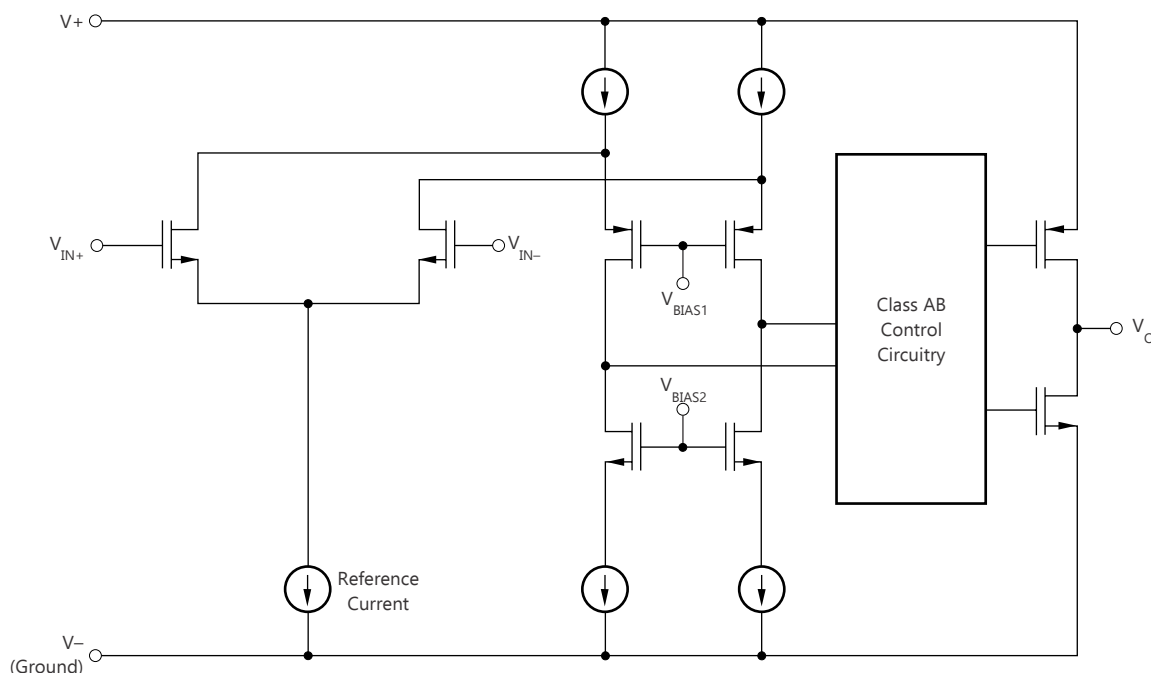 V+
V IN+
V IN–
V BIAS1
Class AB
Control
Circuitry
V O
V BIAS2
Reference
Current
V–
(Ground)